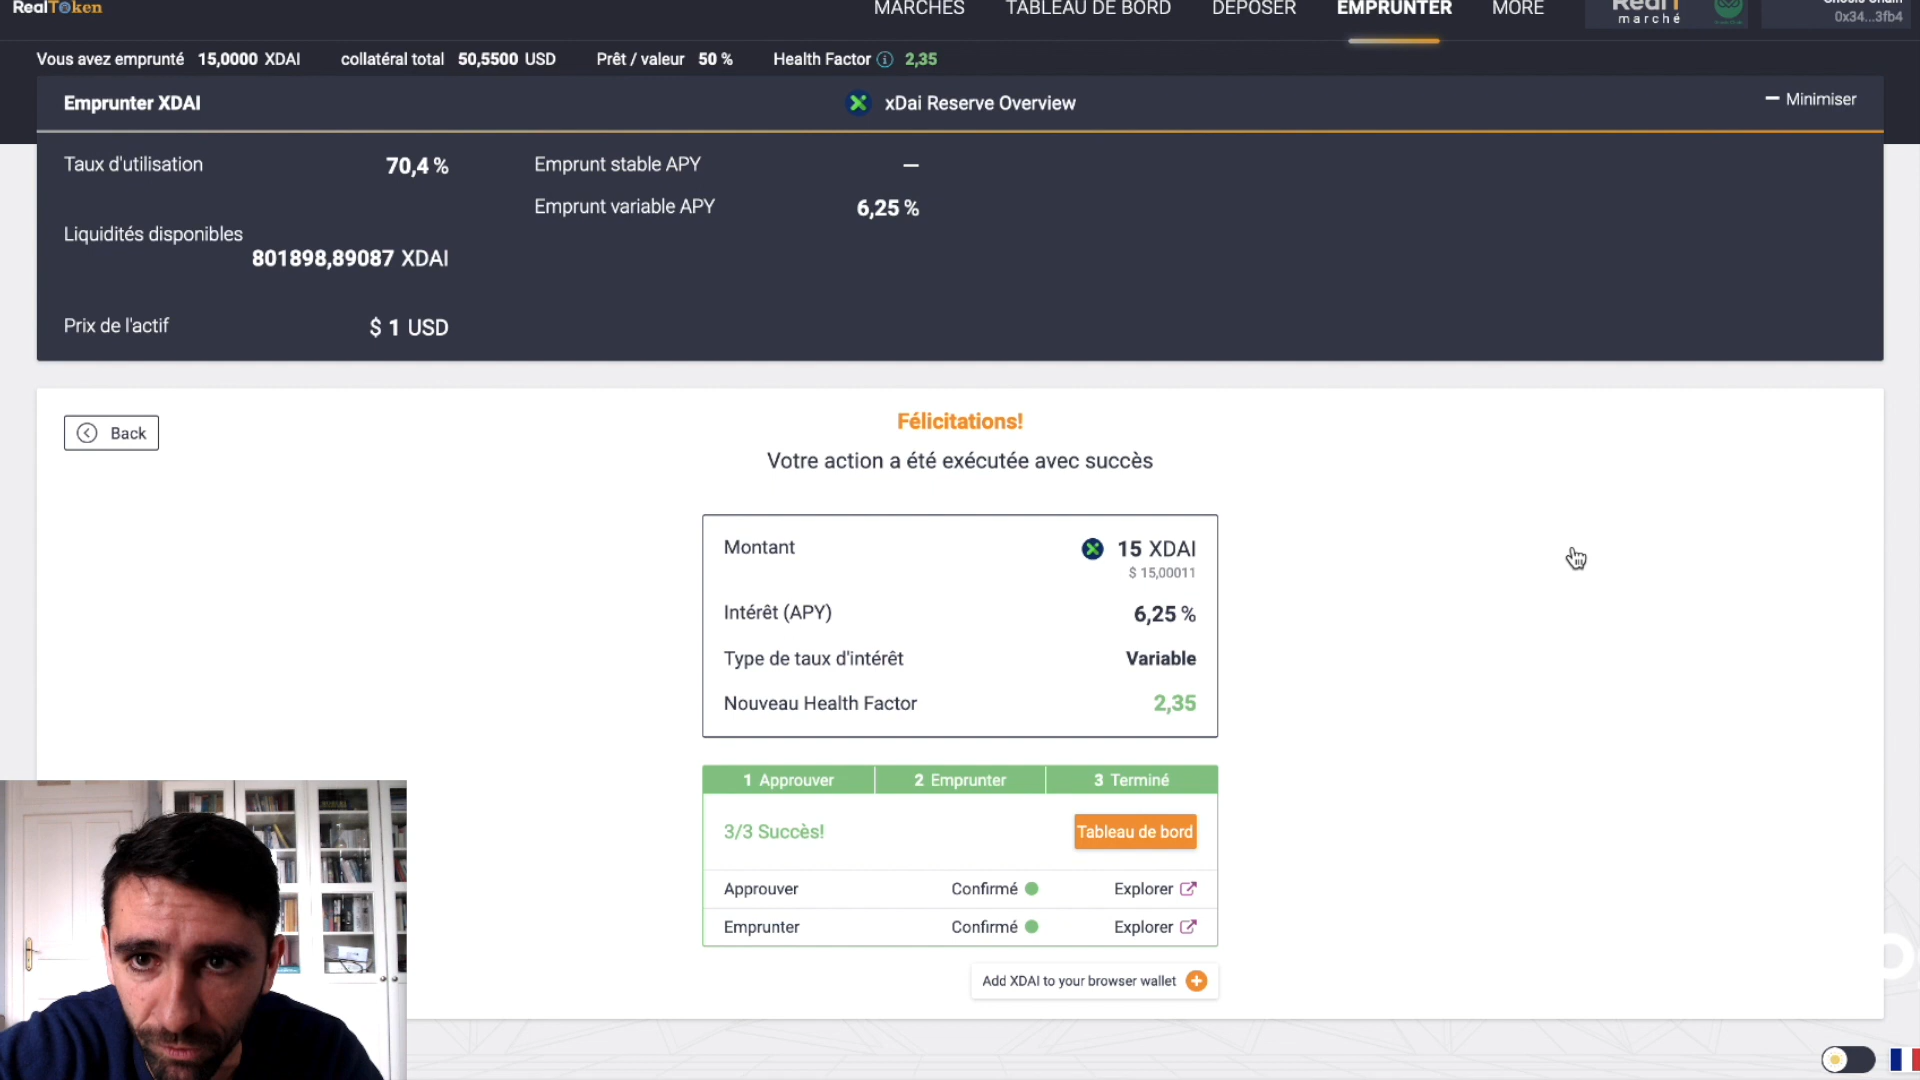 RealToken
MARCHÉS TABLEAU DE BORD DÉPOSER EMPRUNTER MORE
RealT
marché
Gnosis Chain
0x34...3fb4
Vous avez emprunté 15,0000 XDAI collatéral total 50,5500 USD Prêt / valeur 50 % Health Factor 2,35
Emprunter XDAI
xDai Reserve Overview
Minimiser
Taux d'utilisation 70,4 %
Emprunt stable APY —
Emprunt variable APY 6,25 %
Liquidités disponibles
801898,89087 XDAI
Prix de l'actif $ 1 USD
Back
Félicitations!
Votre action a été exécutée avec succès
Montant 15 XDAI
$ 15,00011
Intérêt (APY) 6,25 %
Type de taux d'intérêt Variable
Nouveau Health Factor 2,35
1 Approuver 2 Emprunter 3 Terminé
3/3 Succès! Tableau de bord
Approuver Confirmé Explorer
Emprunter Confirmé Explorer
Add XDAI to your browser wallet